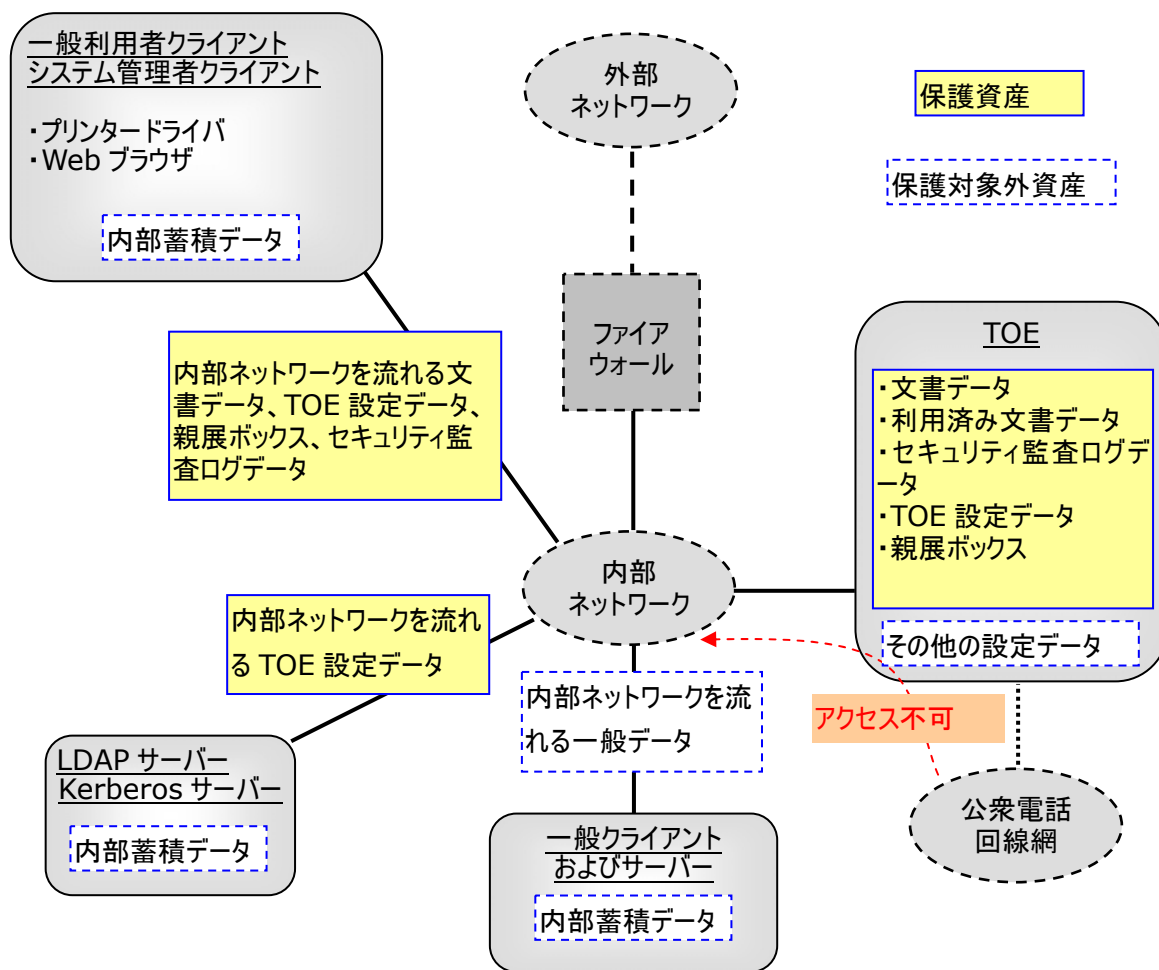 一般利用者クライアント
システム管理者クライアント
・プリンタードライバ
・Web ブラウザ
内部蓄積データ
外部
ネットワーク
保護資産
保護対象外資産
ファイア
ウォール
内部ネットワークを流れる文
書データ、TOE 設定データ、
親展ボックス、セキュリティ監
査ログデータ
TOE
・文書データ
・利用済み文書データ
・セキュリティ監査ログデ
ータ
・TOE 設定データ
・親展ボックス
その他の設定データ
内部
ネットワーク
内部ネットワークを流れ
る TOE 設定データ
内部ネットワークを流
れる一般データ
アクセス不可
LDAP サーバー
Kerberos サーバー
内部蓄積データ
一般クライアント
およびサーバー
内部蓄積データ
公衆電話
回線網